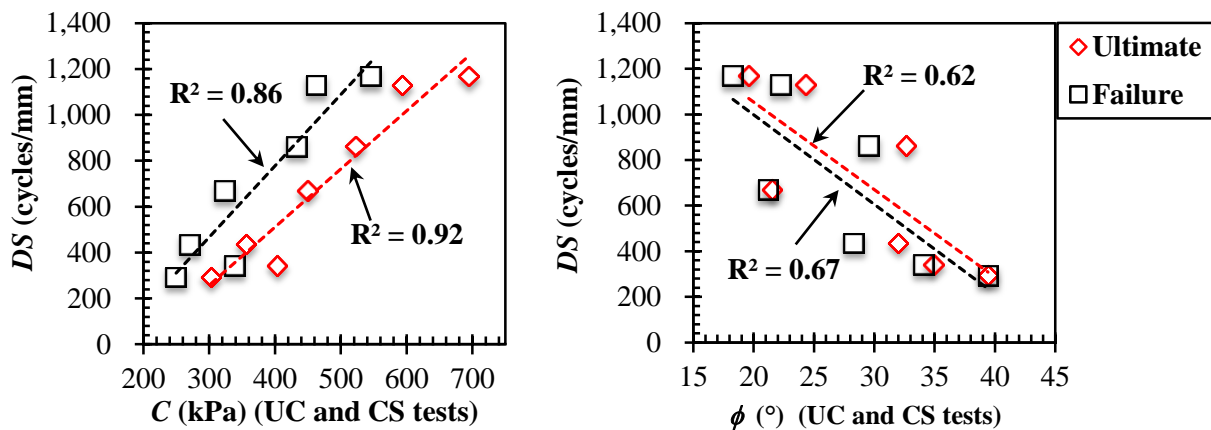 1,400
1,200
1,000
800
600
400
200
0
DS (cycles/mm)
R² = 0.86
R² = 0.92
200 300 400 500 600 700
C (kPa) (UC and CS tests)
1,400
1,200
1,000
800
600
400
200
0
DS (cycles/mm)
R² = 0.62
R² = 0.67
15 20 25 30 35 40 45
ϕ (°) (UC and CS tests)
Ultimate
Failure